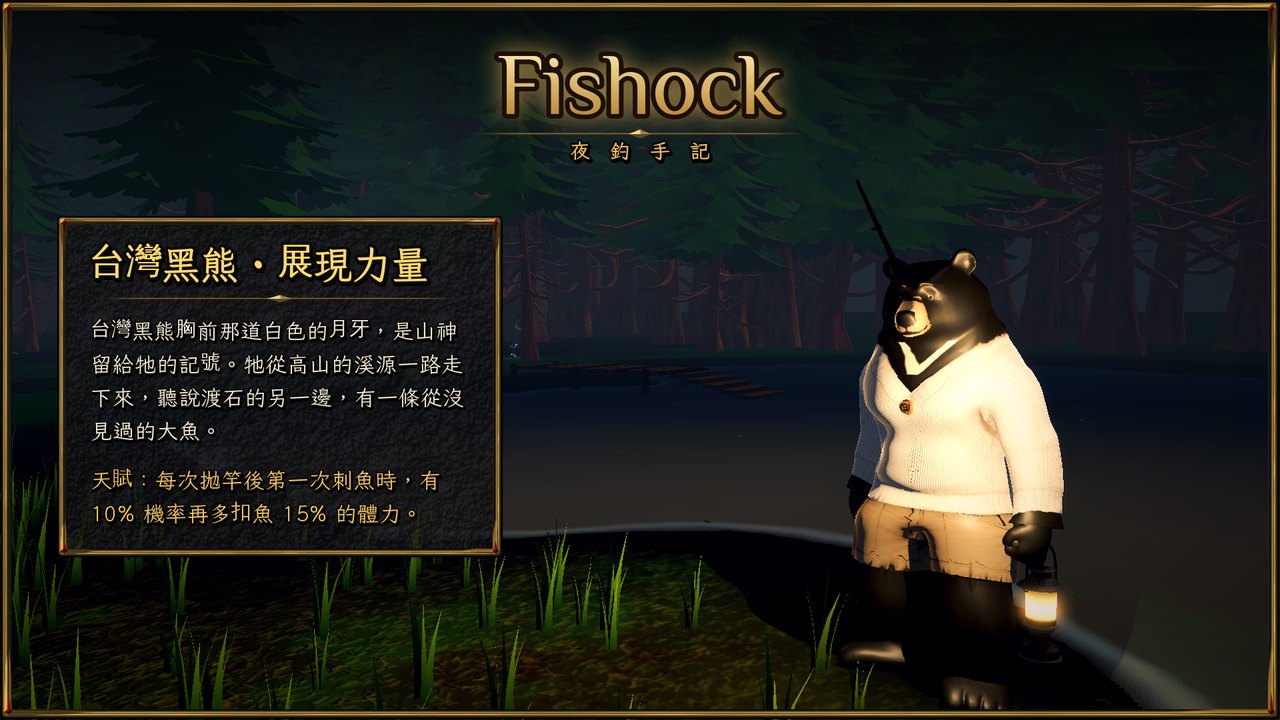 Fishock
夜釣手記
台灣黑熊・展現力量
台灣黑熊胸前那道白色的月牙，是山神
留給牠的記號。牠從高山的溪源一路走
下來，聽說渡石的另一邊，有一條從沒
見過的大魚。
天賦：每次拋竿後第一次刺魚時，有
10% 機率再多扣魚 15% 的體力。